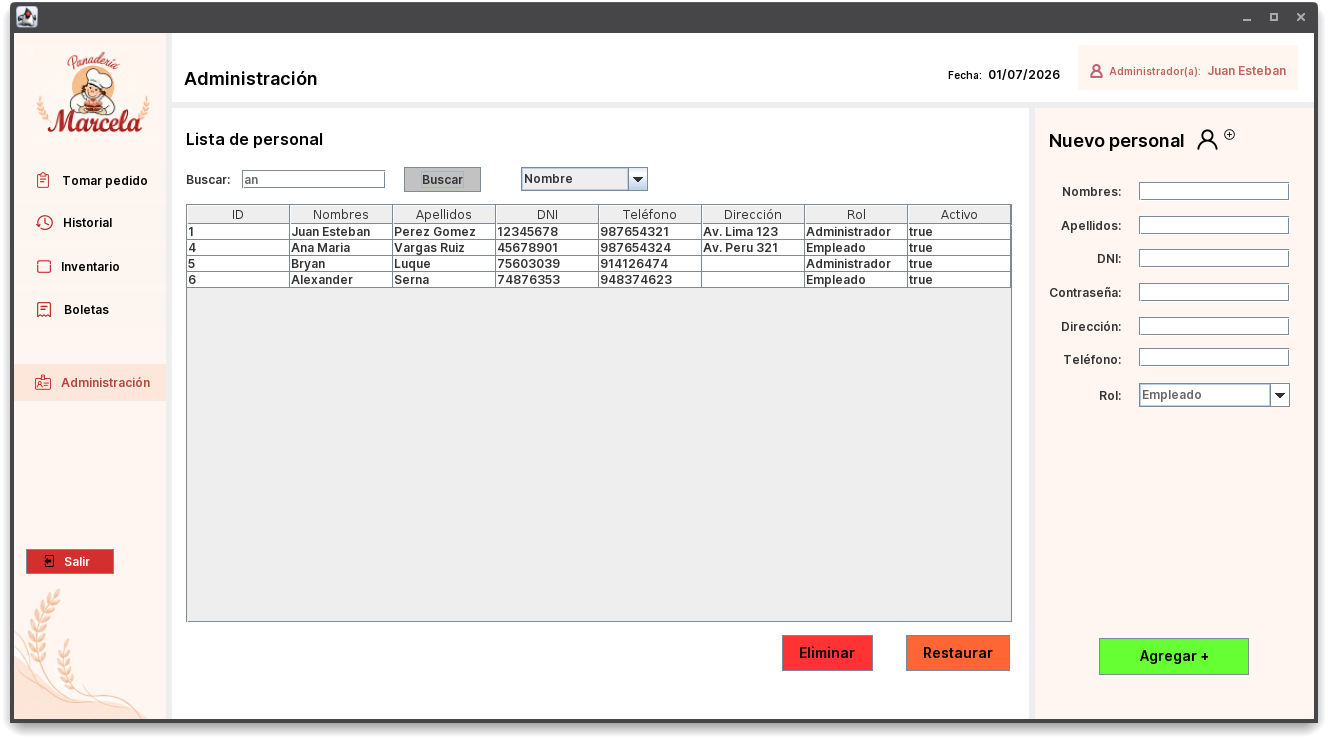 Panadería
Marcela
Administración
Fecha: 01/07/2026
Administrador(a): Juan Esteban
Tomar pedido
Historial
Inventario
Boletas
Administración
Salir
Lista de personal
Buscar: an Buscar Nombre
ID Nombres Apellidos DNI Teléfono Dirección Rol Activo
1 Juan Esteban Perez Gomez 12345678 987654321 Av. Lima 123 Administrador true
4 Ana Maria Vargas Ruiz 45678901 987654324 Av. Peru 321 Empleado true
5 Bryan Luque 75603039 914126474 Administrador true
6 Alexander Serna 74876353 948374623 Empleado true
Eliminar Restaurar
Nuevo personal
Nombres:
Apellidos:
DNI:
Contraseña:
Dirección:
Teléfono:
Rol: Empleado
Agregar +